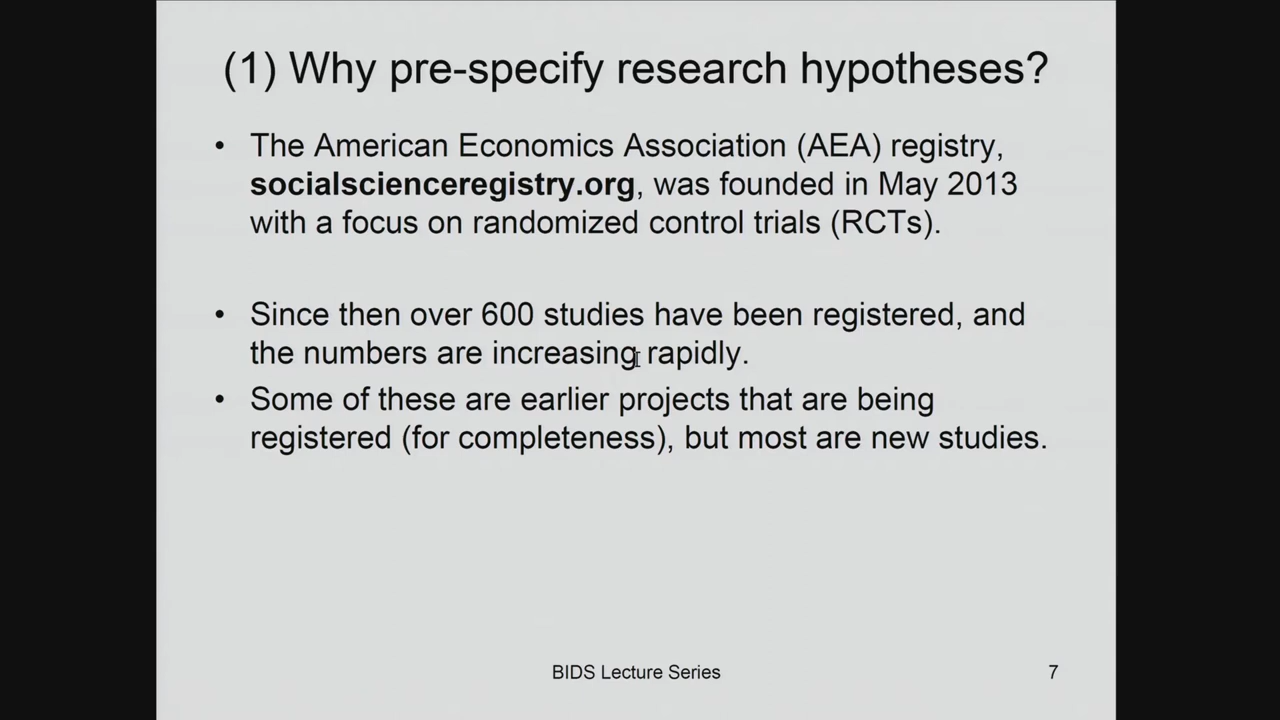 (1) Why pre-specify research hypotheses?
• The American Economics Association (AEA) registry,
socialscienceregistry.org, was founded in May 2013
with a focus on randomized control trials (RCTs).
• Since then over 600 studies have been registered, and
the numbers are increasing rapidly.
• Some of these are earlier projects that are being
registered (for completeness), but most are new studies.
BIDS Lecture Series
7